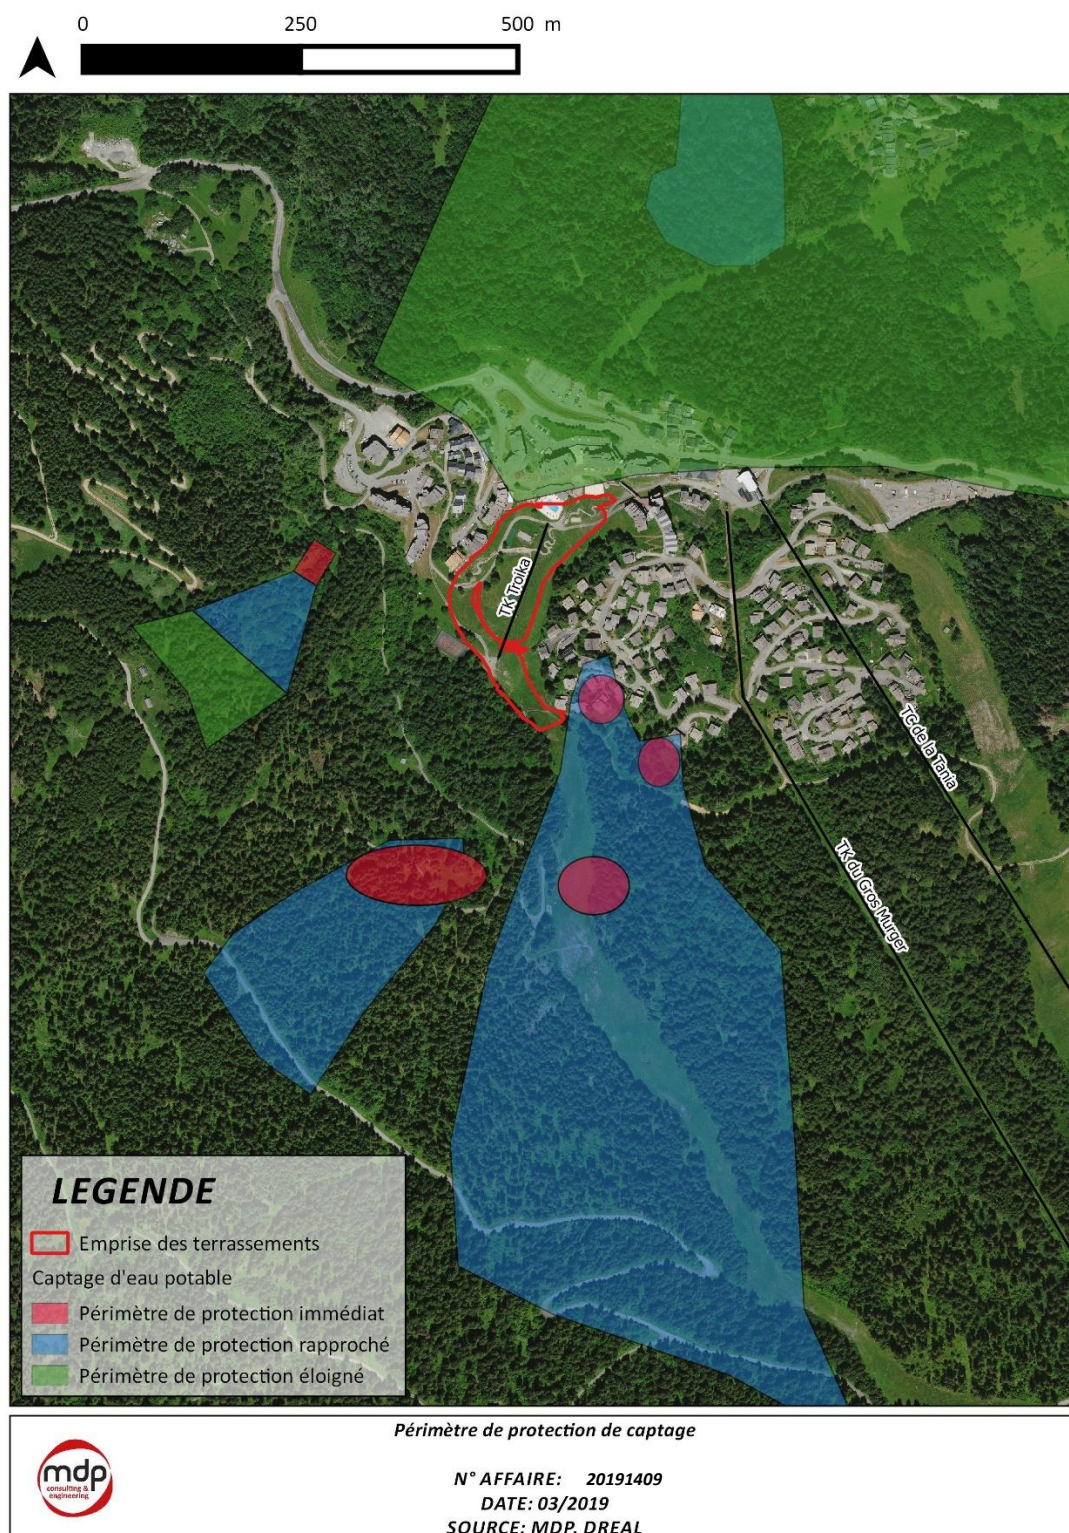 0 250 500 m
TK Troïka
TC de la Tania
TK du Gros Murger
LEGENDE
Emprise des terrassements
Captage d'eau potable
Périmètre de protection immédiat
Périmètre de protection rapproché
Périmètre de protection éloigné
Périmètre de protection de captage
mdp
consulting &
engineering
N° AFFAIRE: 20191409
DATE: 03/2019
SOURCE: MDP, DREAL